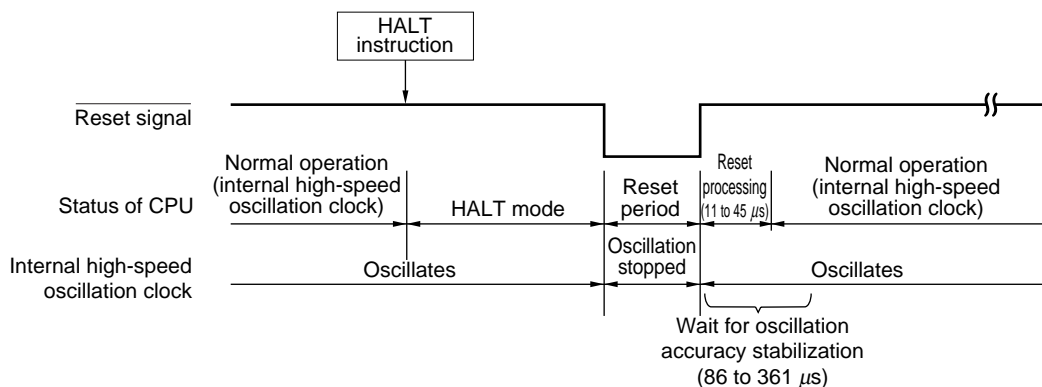 HALT
instruction
Reset signal
Status of CPU
Normal operation
(internal high-speed
oscillation clock)
HALT mode
Reset
period
Reset
processing
(11 to 45 μs)
Normal operation
(internal high-speed
oscillation clock)
Internal high-speed
oscillation clock
Oscillates
Oscillation
stopped
Oscillates
Wait for oscillation
accuracy stabilization
(86 to 361 μs)